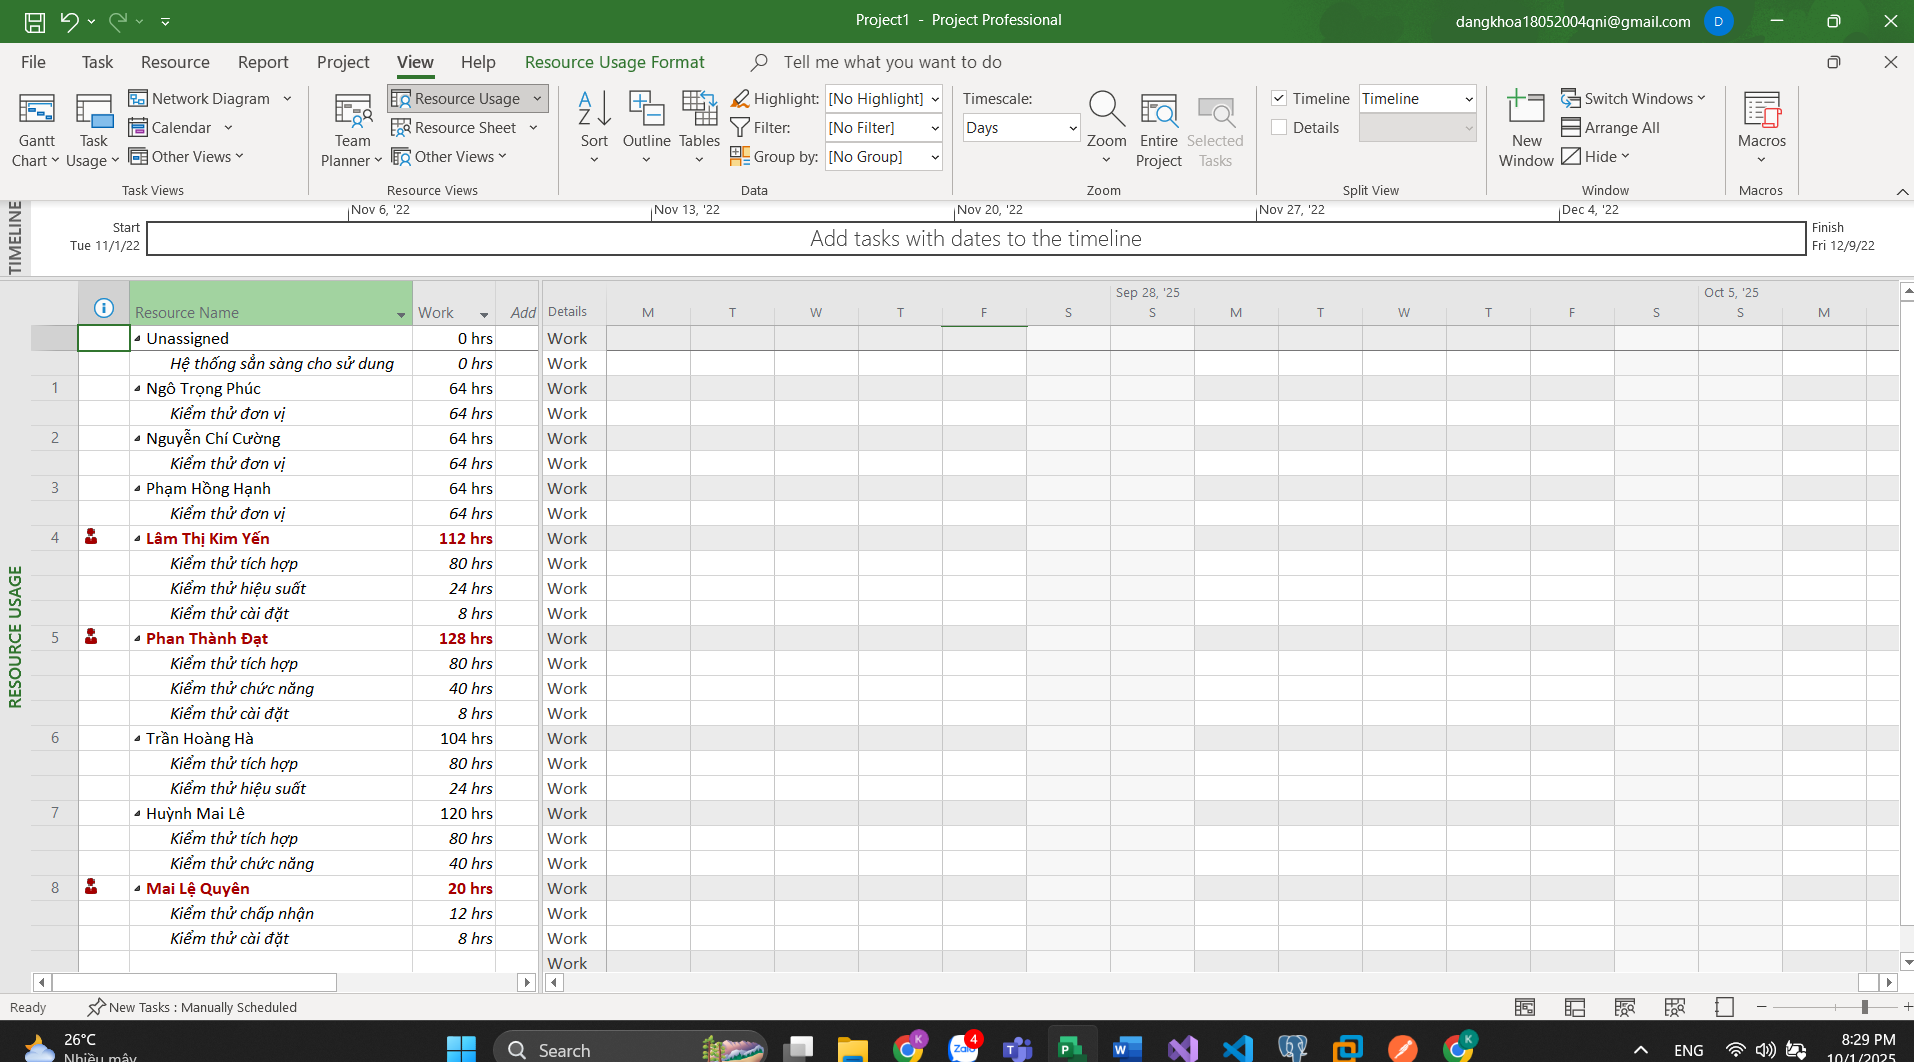 Project1  -  Project Professional
dangkhoa18052004qni@gmail.com
D
File Task Resource Report Project View Help Resource Usage Format Tell me what you want to do
Gantt Chart
Task Usage
Network Diagram
Calendar
Other Views
Task Views
Team Planner
Resource Usage
Resource Sheet
Other Views
Resource Views
Sort
Outline
Tables
Highlight: [No Highlight]
Filter: [No Filter]
Group by: [No Group]
Data
Timescale:
Days
Zoom
Entire Project
Selected Tasks
Zoom
Timeline Timeline
Details
Split View
New Window
Switch Windows
Arrange All
Hide
Window
Macros
Macros
TIMELINE
Nov 6, '22 Nov 13, '22 Nov 20, '22 Nov 27, '22 Dec 4, '22
Start
Tue 11/1/22
Add tasks with dates to the timeline
Finish
Fri 12/9/22
RESOURCE USAGE
Sep 28, '25 Oct 5, '25
Resource Name Work Add Details M T W T F S S M T W T F S S M
Unassigned 0 hrs Work
Hệ thống sẳn sàng cho sử dung 0 hrs Work
1 Ngô Trọng Phúc 64 hrs Work
Kiểm thử đơn vị 64 hrs Work
2 Nguyễn Chí Cường 64 hrs Work
Kiểm thử đơn vị 64 hrs Work
3 Phạm Hồng Hạnh 64 hrs Work
Kiểm thử đơn vị 64 hrs Work
4 Lâm Thị Kim Yến 112 hrs Work
Kiểm thử tích hợp 80 hrs Work
Kiểm thử hiệu suất 24 hrs Work
Kiểm thử cài đặt 8 hrs Work
5 Phan Thành Đạt 128 hrs Work
Kiểm thử tích hợp 80 hrs Work
Kiểm thử chức năng 40 hrs Work
Kiểm thử cài đặt 8 hrs Work
6 Trần Hoàng Hà 104 hrs Work
Kiểm thử tích hợp 80 hrs Work
Kiểm thử hiệu suất 24 hrs Work
7 Huỳnh Mai Lê 120 hrs Work
Kiểm thử tích hợp 80 hrs Work
Kiểm thử chức năng 40 hrs Work
8 Mai Lệ Quyên 20 hrs Work
Kiểm thử chấp nhận 12 hrs Work
Kiểm thử cài đặt 8 hrs Work
Work
Ready New Tasks : Manually Scheduled
26°C
Nhiều mây
Search
K
Zalo
4
K
ENG
8:29 PM
10/1/2025